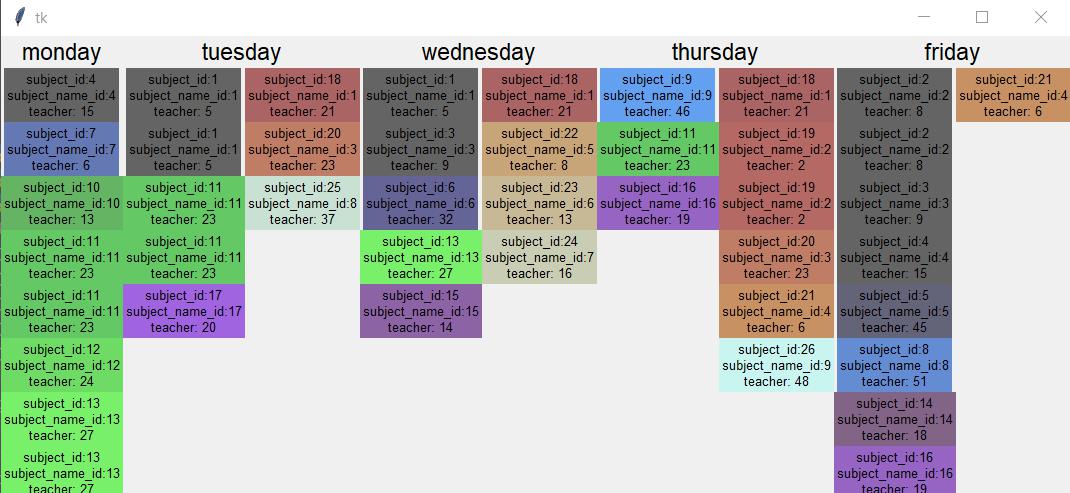 tk
monday
tuesday
wednesday
thursday
friday
subject_id:4
subject_name_id:4
teacher: 15
subject_id:7
subject_name_id:7
teacher: 6
subject_id:10
subject_name_id:10
teacher: 13
subject_id:11
subject_name_id:11
teacher: 23
subject_id:11
subject_name_id:11
teacher: 23
subject_id:12
subject_name_id:12
teacher: 24
subject_id:13
subject_name_id:13
teacher: 27
subject_id:13
subject_name_id:13
teacher: 27
subject_id:1
subject_name_id:1
teacher: 5
subject_id:1
subject_name_id:1
teacher: 5
subject_id:11
subject_name_id:11
teacher: 23
subject_id:11
subject_name_id:11
teacher: 23
subject_id:17
subject_name_id:17
teacher: 20
subject_id:18
subject_name_id:1
teacher: 21
subject_id:20
subject_name_id:3
teacher: 23
subject_id:25
subject_name_id:8
teacher: 37
subject_id:1
subject_name_id:1
teacher: 5
subject_id:3
subject_name_id:3
teacher: 9
subject_id:6
subject_name_id:6
teacher: 32
subject_id:13
subject_name_id:13
teacher: 27
subject_id:15
subject_name_id:15
teacher: 14
subject_id:18
subject_name_id:1
teacher: 21
subject_id:22
subject_name_id:5
teacher: 8
subject_id:23
subject_name_id:6
teacher: 13
subject_id:24
subject_name_id:7
teacher: 16
subject_id:9
subject_name_id:9
teacher: 46
subject_id:11
subject_name_id:11
teacher: 23
subject_id:16
subject_name_id:16
teacher: 19
subject_id:18
subject_name_id:1
teacher: 21
subject_id:19
subject_name_id:2
teacher: 2
subject_id:19
subject_name_id:2
teacher: 2
subject_id:20
subject_name_id:3
teacher: 23
subject_id:21
subject_name_id:4
teacher: 6
subject_id:26
subject_name_id:9
teacher: 48
subject_id:2
subject_name_id:2
teacher: 8
subject_id:2
subject_name_id:2
teacher: 8
subject_id:3
subject_name_id:3
teacher: 9
subject_id:4
subject_name_id:4
teacher: 15
subject_id:5
subject_name_id:5
teacher: 45
subject_id:8
subject_name_id:8
teacher: 51
subject_id:14
subject_name_id:14
teacher: 18
subject_id:16
subject_name_id:16
teacher: 19
subject_id:21
subject_name_id:4
teacher: 6